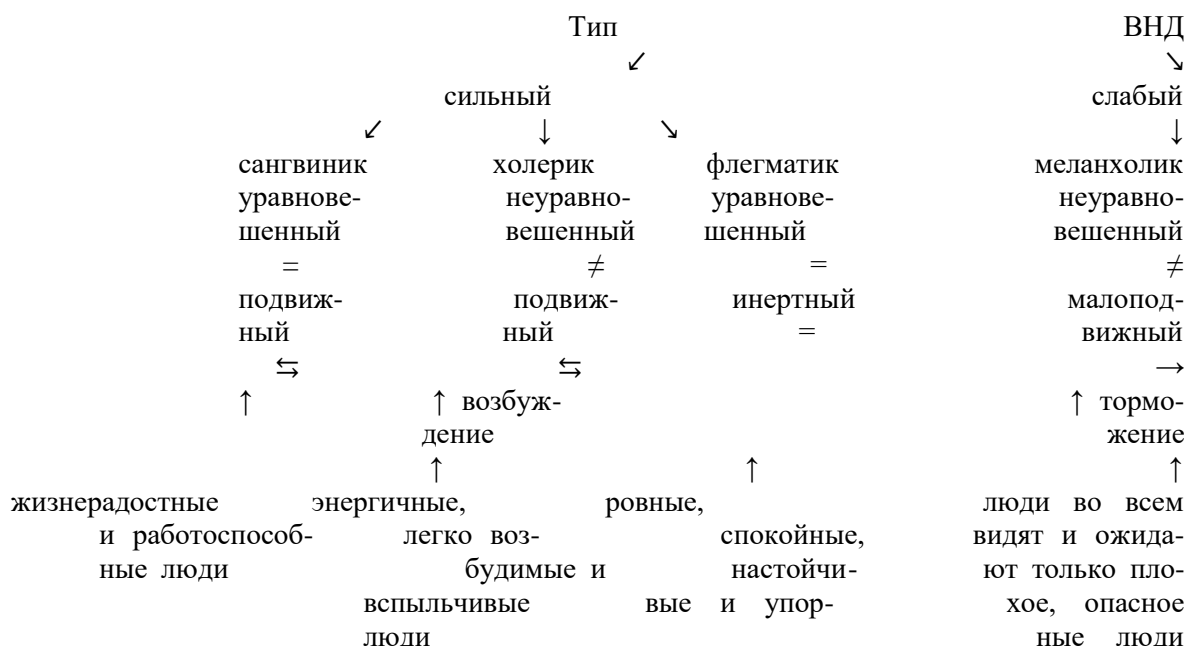 Тип ВНД
↙ ↘
сильный слабый
↙ ↓ ↘ ↓
сангвиник холерик флегматик меланхолик
уравнове- неуравно- уравнове- неуравно-
шенный вешенный шенный вешенный
= ≠ = ≠
подвиж- подвиж- инертный малопод-
ный ный = вижный
⇆ ⇆ →
↑ ↑ возбуж- ↑ тормо-
дение жение
↑ ↑ ↑
жизнерадостные энергичные, ровные, люди во всем
и работоспособ- легко воз- спокойные, видят и ожида-
ные люди будимые и настойчи- ют только пло-
вспыльчивые вые и упор- хое, опасное
люди ные люди